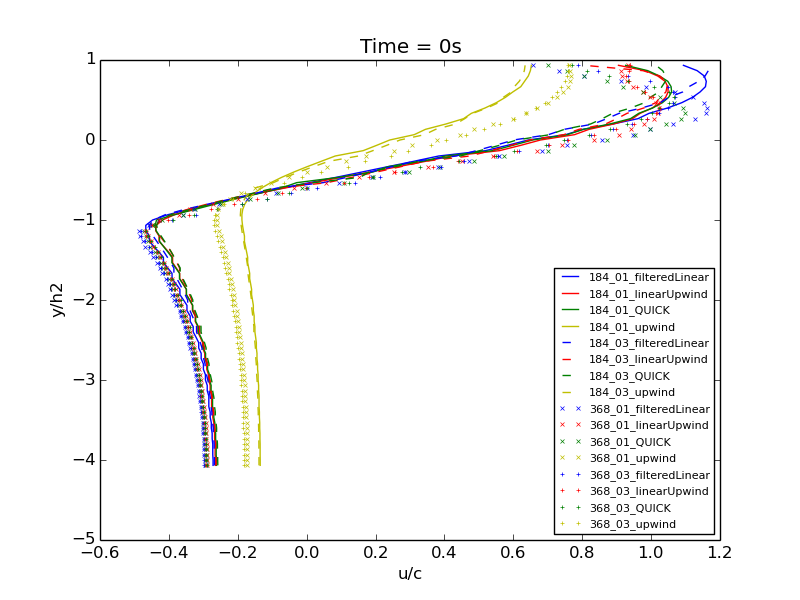 Time = 0s
1
0
−1
−2
−3
−4
−5
y/h2
−0.6 −0.4 −0.2 0.0 0.2 0.4 0.6 0.8 1.0 1.2
u/c
184_01_filteredLinear
184_01_linearUpwind
184_01_QUICK
184_01_upwind
184_03_filteredLinear
184_03_linearUpwind
184_03_QUICK
184_03_upwind
368_01_filteredLinear
368_01_linearUpwind
368_01_QUICK
368_01_upwind
368_03_filteredLinear
368_03_linearUpwind
368_03_QUICK
368_03_upwind